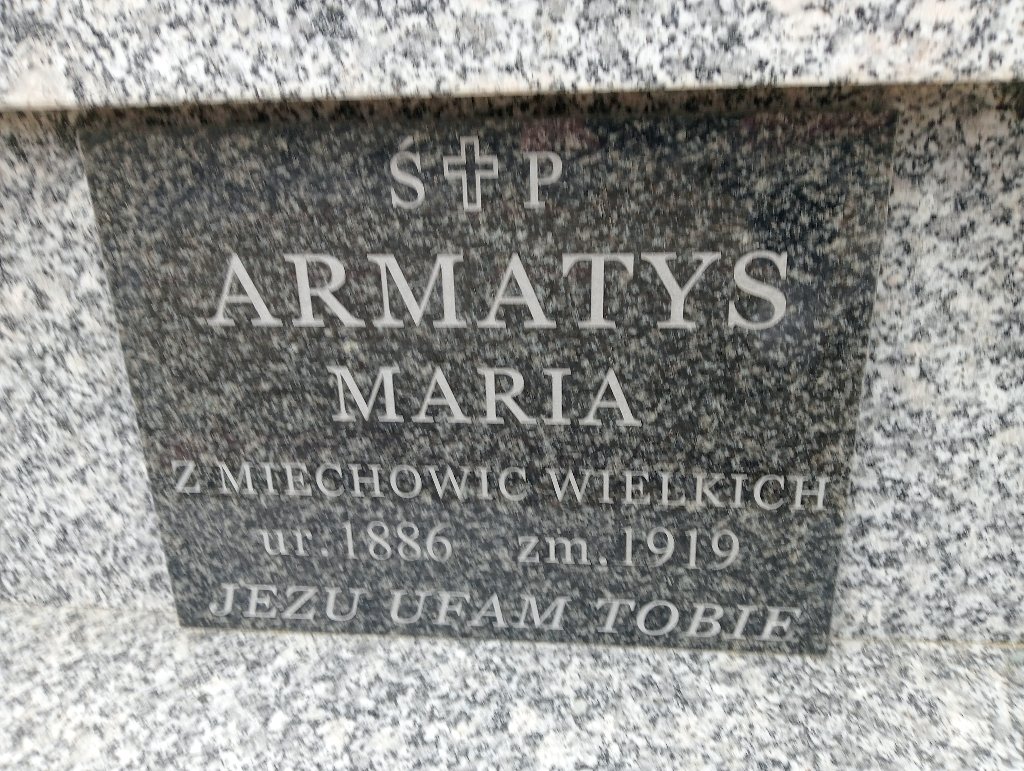 Ś✝P
ARMATYS
MARIA
Z MIECHOWIC WIELKICH
ur. 1886 zm. 1919
JEZU UFAM TOBIE